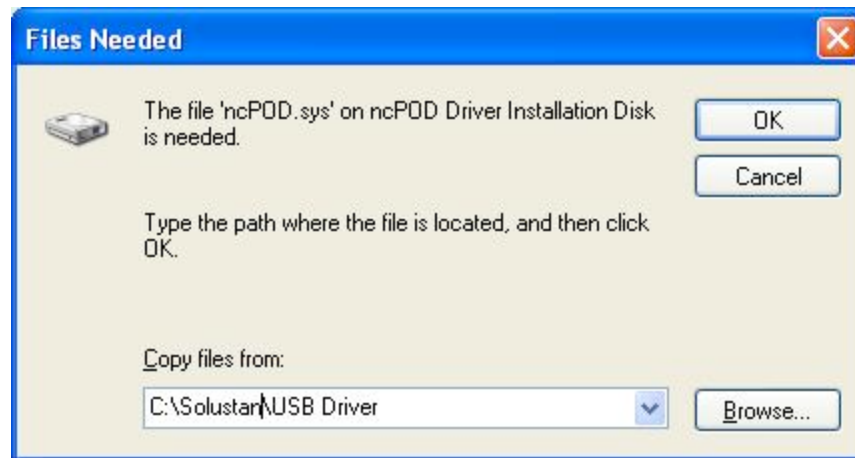 Files Needed
The file 'ncPOD.sys' on ncPOD Driver Installation Disk
is needed.
OK
Cancel
Type the path where the file is located, and then click
OK.
Copy files from:
C:\Solustan\USB Driver
Browse...